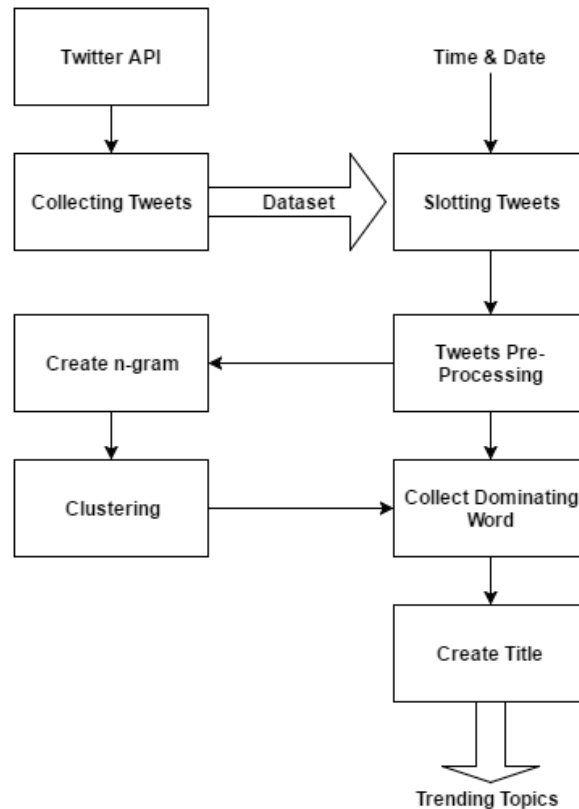 Twitter API
Time & Date
Collecting Tweets
Dataset
Slotting Tweets
Create n-gram
Tweets Pre-
Processing
Clustering
Collect Dominating
Word
Create Title
Trending Topics